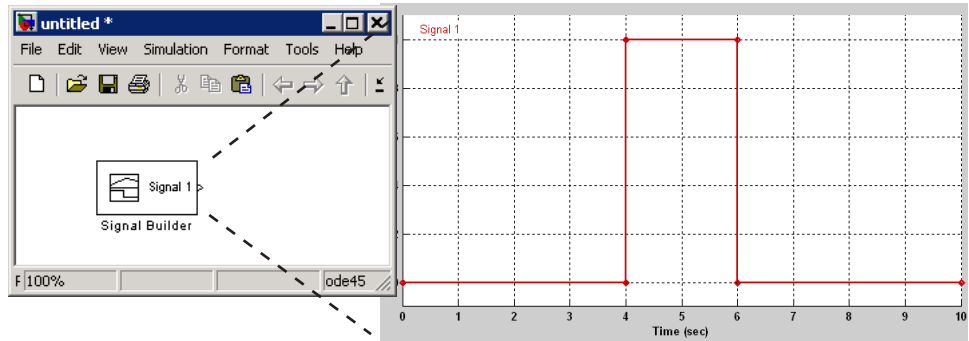 untitled *
File Edit View Simulation Format Tools Help
Signal 1
Signal Builder
100%
ode45
Signal 1
0 1 2 3 4 5 6 7 8 9 10
Time (sec)